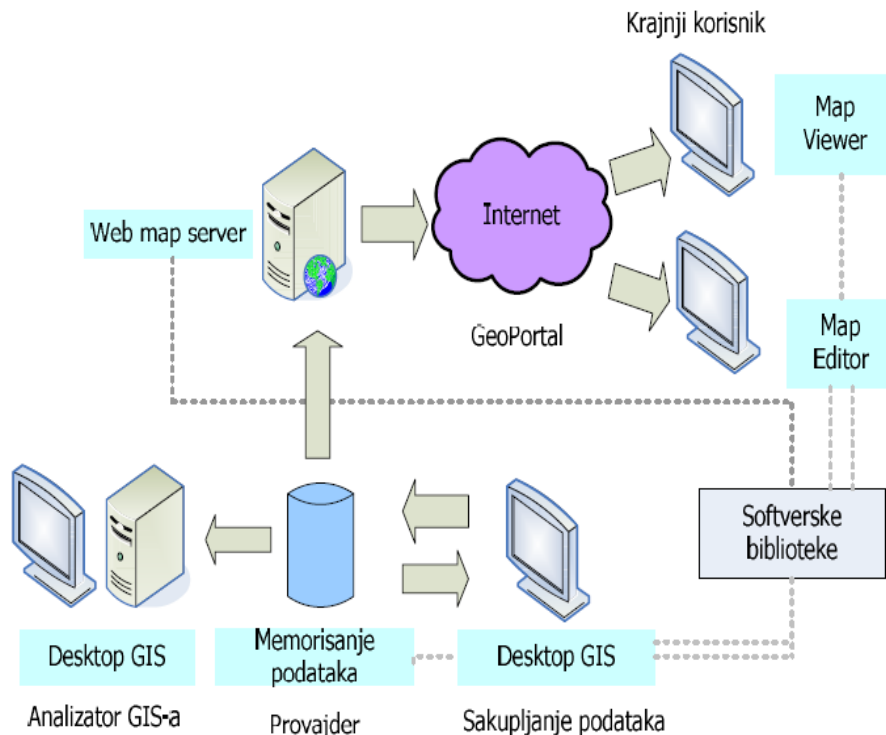 Krajnji korisnik
Map
Viewer
Internet
Web map server
GeoPortal
Map
Editor
Softverske
biblioteke
Desktop GIS
Memorisanje
podataka
Desktop GIS
Analizator GIS-a
Provajder
Sakupljanje podataka